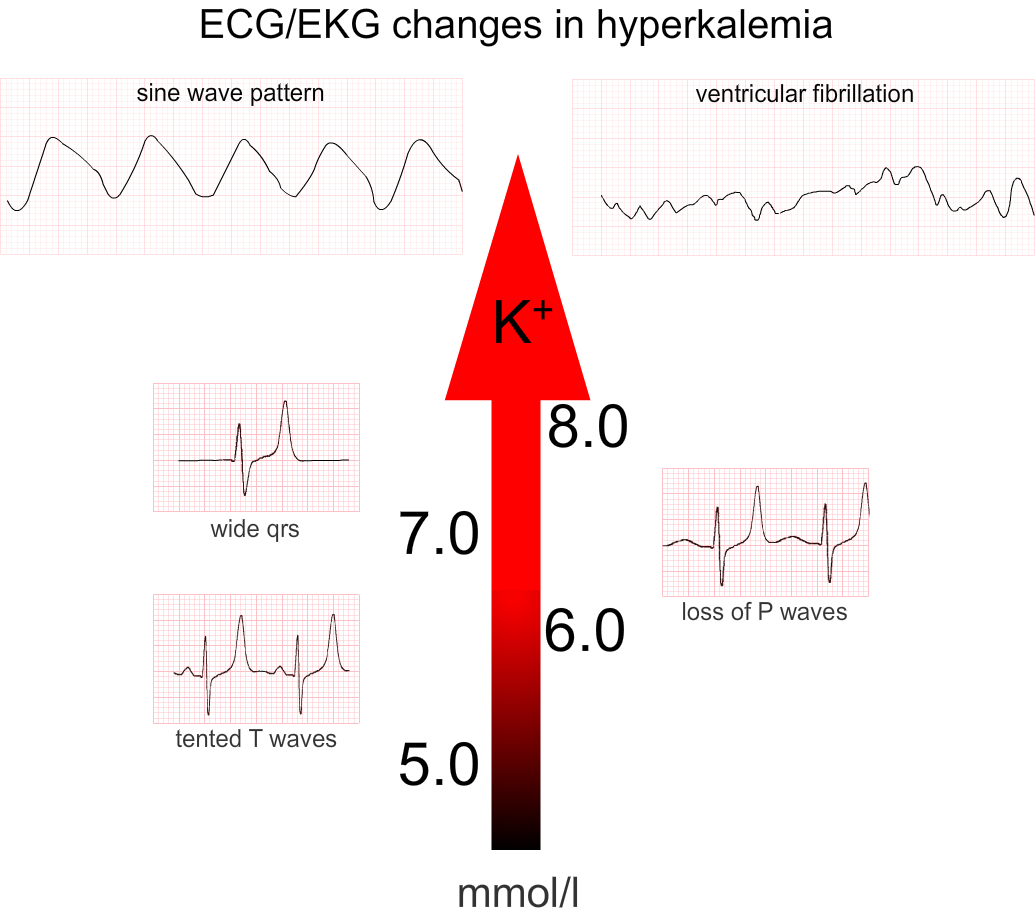 ECG/EKG changes in hyperkalemia
sine wave pattern
ventricular fibrillation
K⁺
8.0
wide qrs
7.0
loss of P waves
6.0
tented T waves
5.0
mmol/l